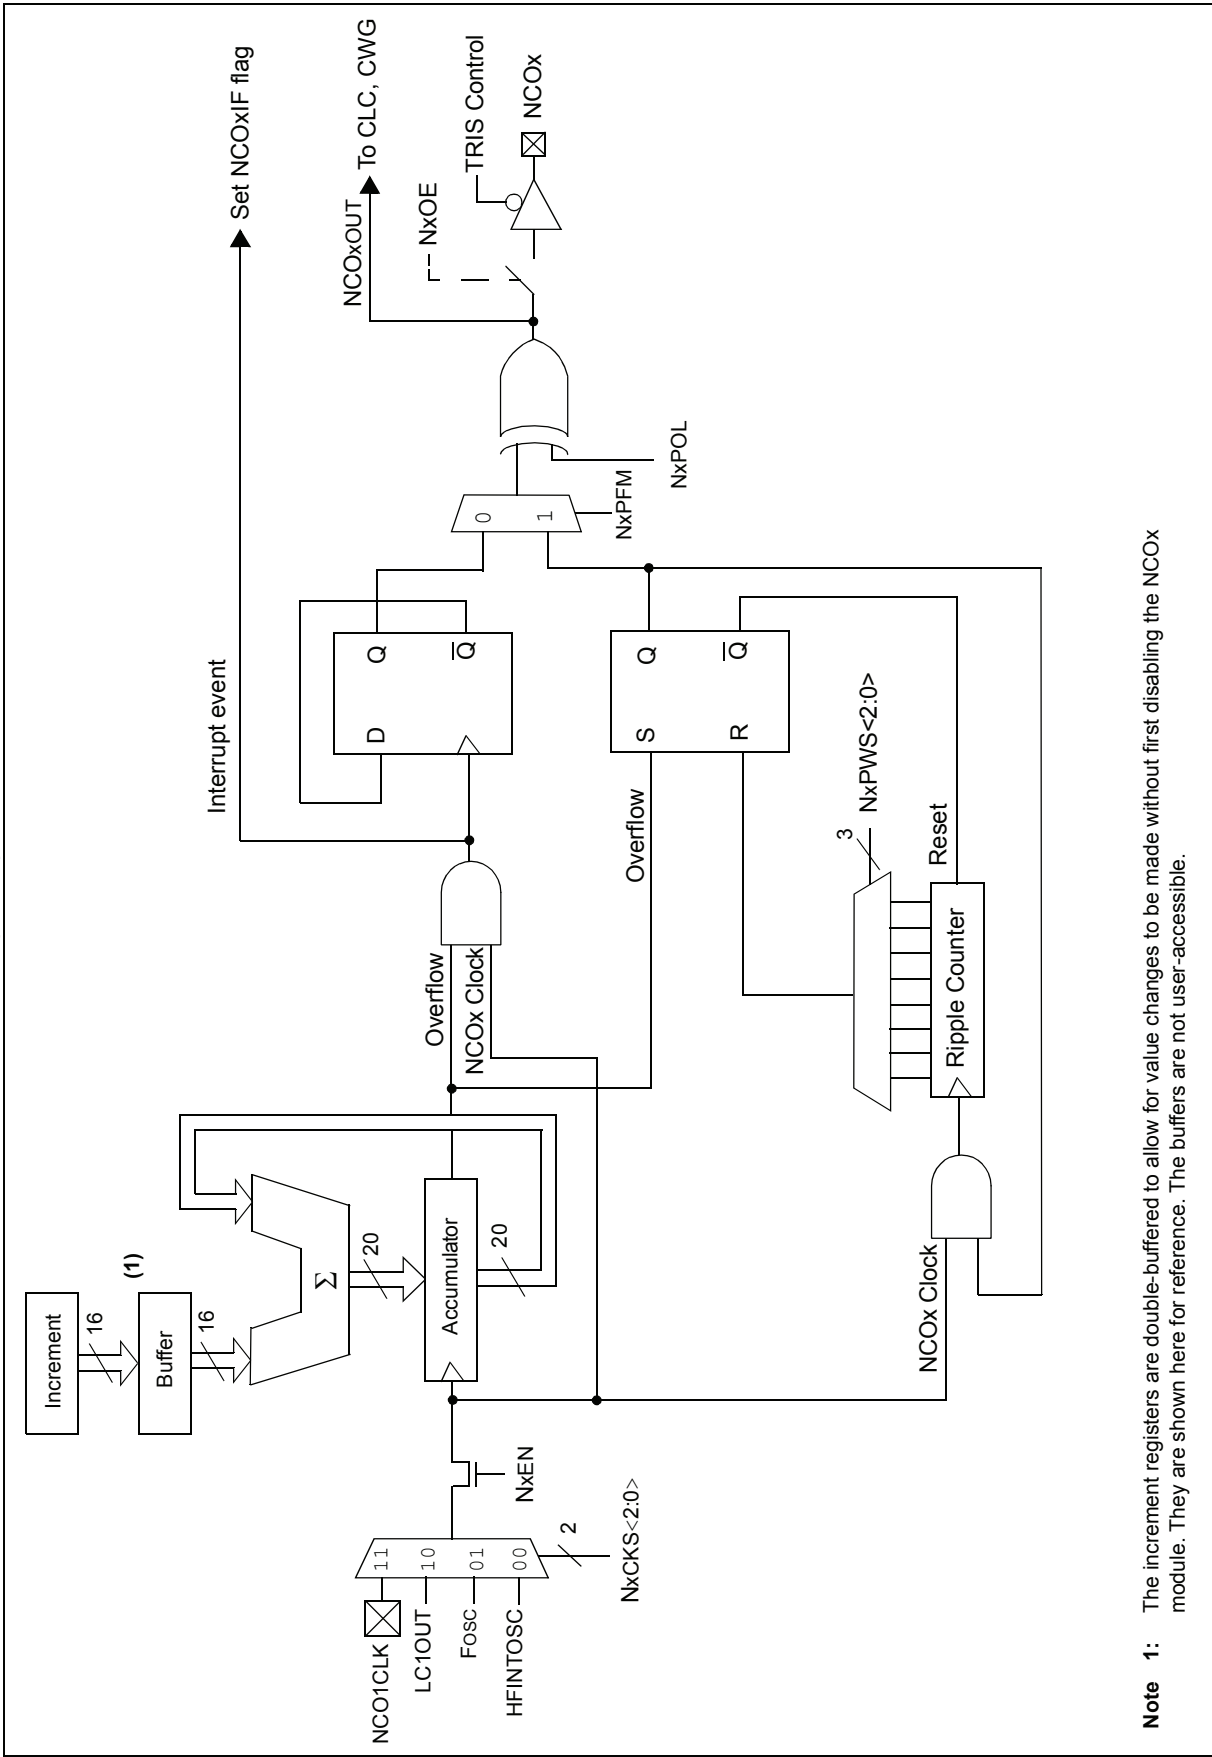 Increment
16
Buffer
(1)
16
Σ
20
Accumulator
20
NCO1CLK
LC1OUT
FOSC
HFINTOSC
11
10
01
00
2
NxCKS<2:0>
NxEN
Overflow
NCOx Clock
Interrupt event
Set NCOxIF flag
D
Q
Q
0
1
NxPFM
NxPOL
NCOxOUT
To CLC, CWG
NxOE
TRIS Control
NCOx
Overflow
S
Q
R
Q
3
NxPWS<2:0>
Reset
Ripple Counter
NCOx Clock
Note 1: The increment registers are double-buffered to allow for value changes to be made without first disabling the NCOx
module. They are shown here for reference. The buffers are not user-accessible.